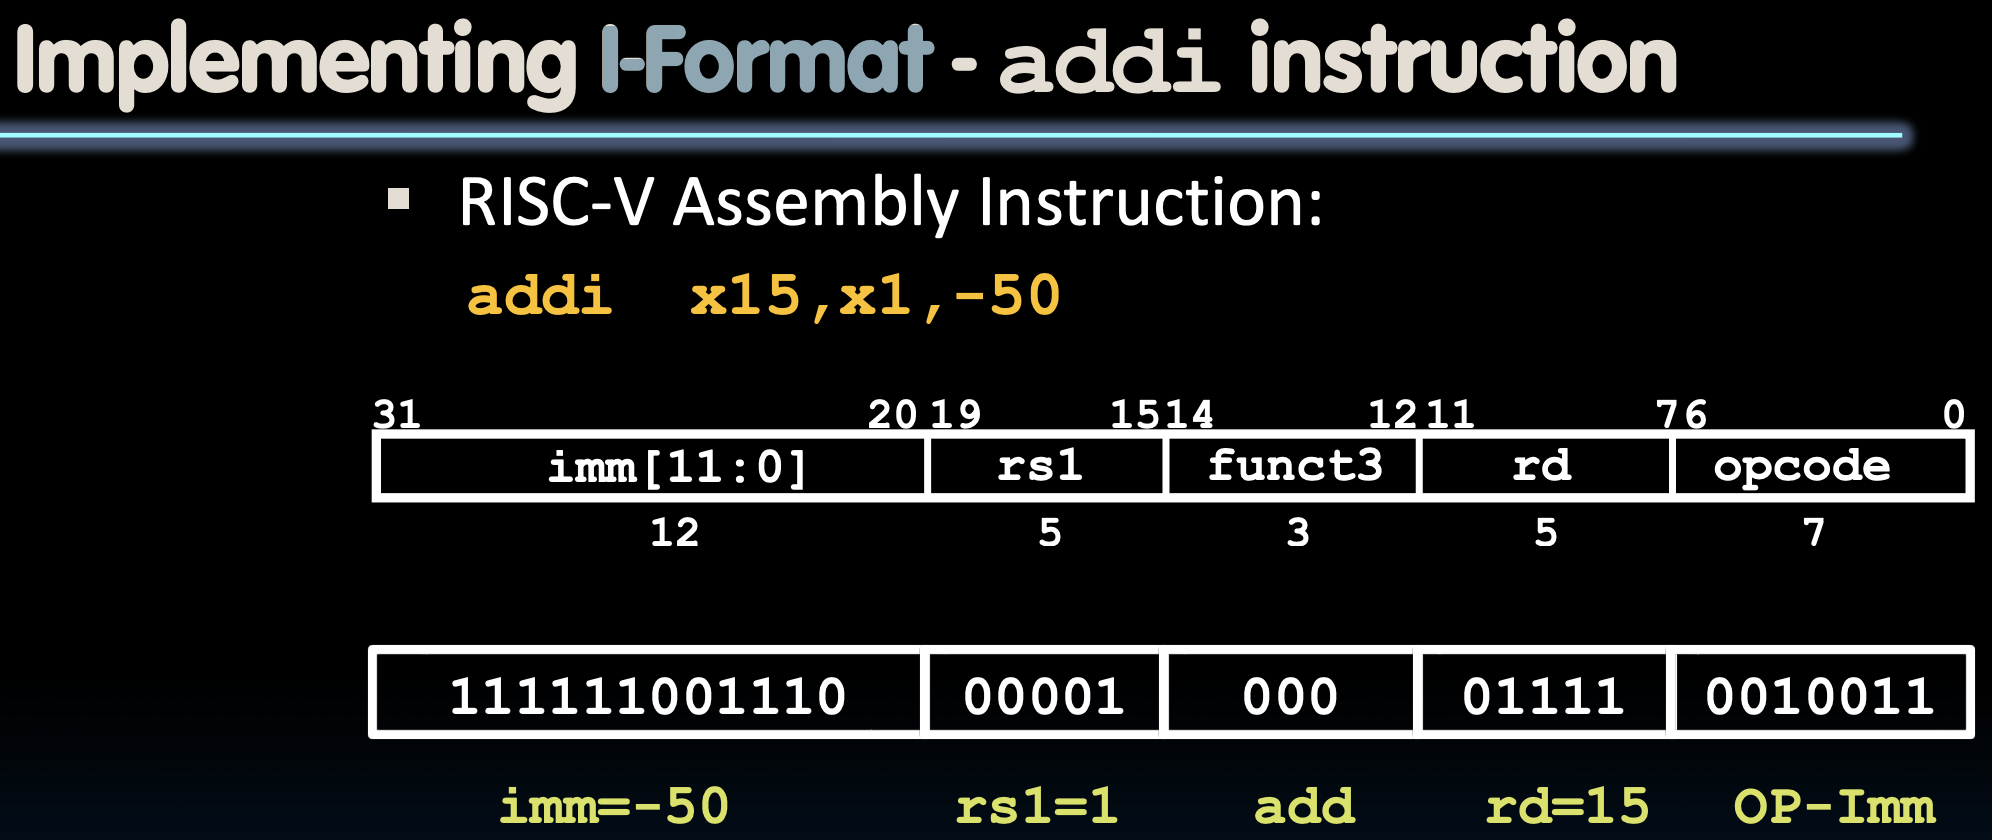 Implementing I-Format - addi instruction
▪ RISC-V Assembly Instruction:
addi x15,x1,-50
31 20 19 15 14 12 11 7 6 0
imm[11:0] rs1 funct3 rd opcode
12 5 3 5 7
111111001110 00001 000 01111 0010011
imm=-50 rs1=1 add rd=15 OP-Imm